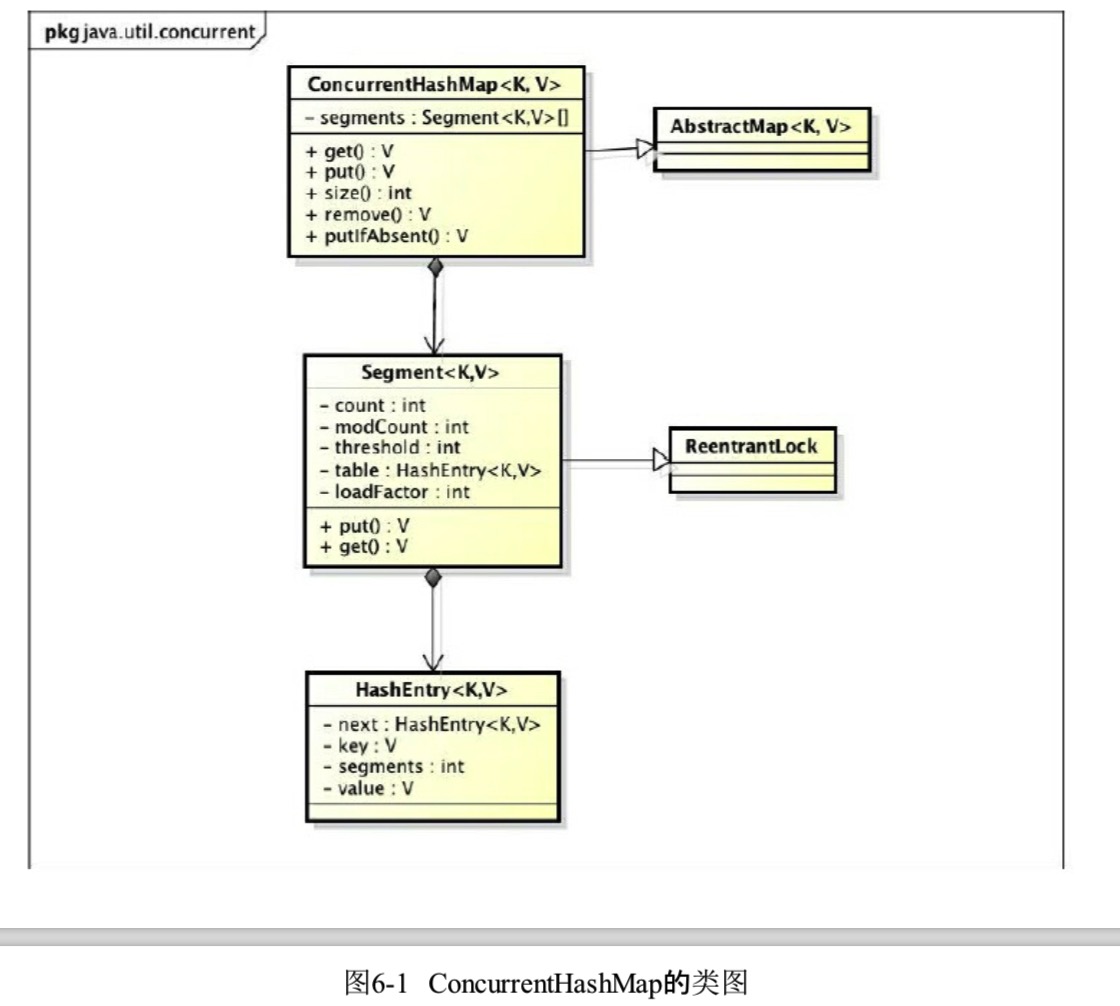 pkg java.util.concurrent
ConcurrentHashMap<K, V>
- segments : Segment<K,V>[]
+ get() : V
+ put() : V
+ size() : int
+ remove() : V
+ putIfAbsent() : V
AbstractMap<K, V>
Segment<K,V>
- count : int
- modCount : int
- threshold : int
- table : HashEntry<K,V>
- loadFactor : int
+ put() : V
+ get() : V
ReentrantLock
HashEntry<K,V>
- next : HashEntry<K,V>
- key : V
- segments : int
- value : V
图6-1 ConcurrentHashMap的类图